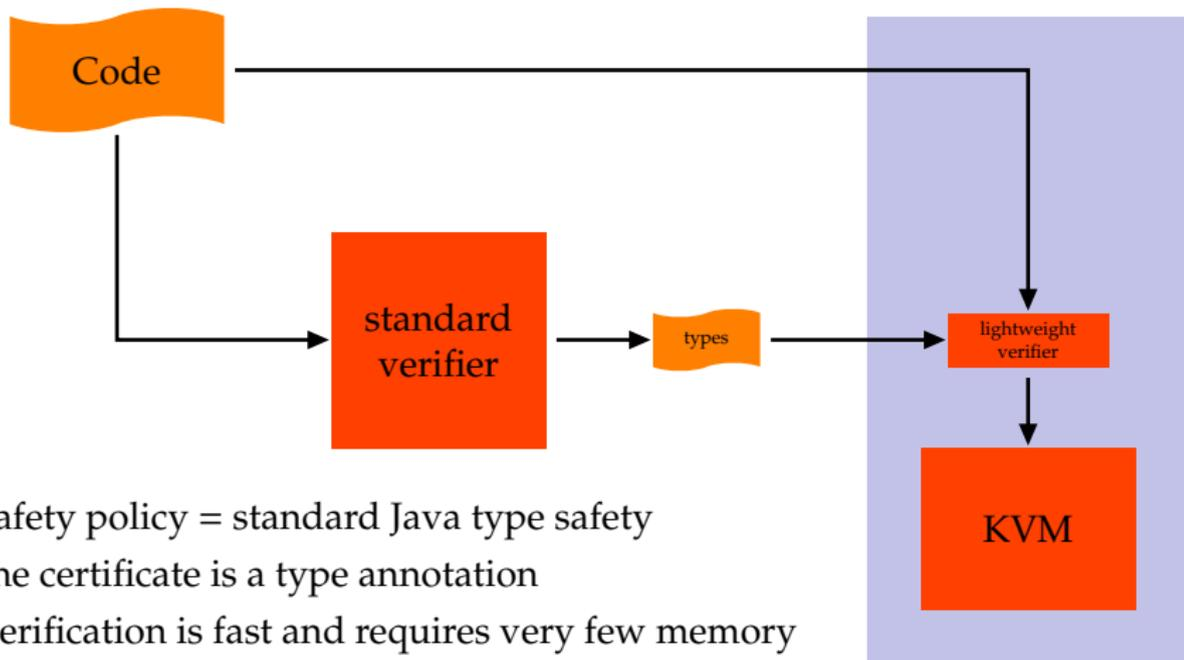 Code
standard
verifier
types
lightweight
verifier
KVM
afety policy = standard Java type safety
he certificate is a type annotation
erification is fast and requires very few memory